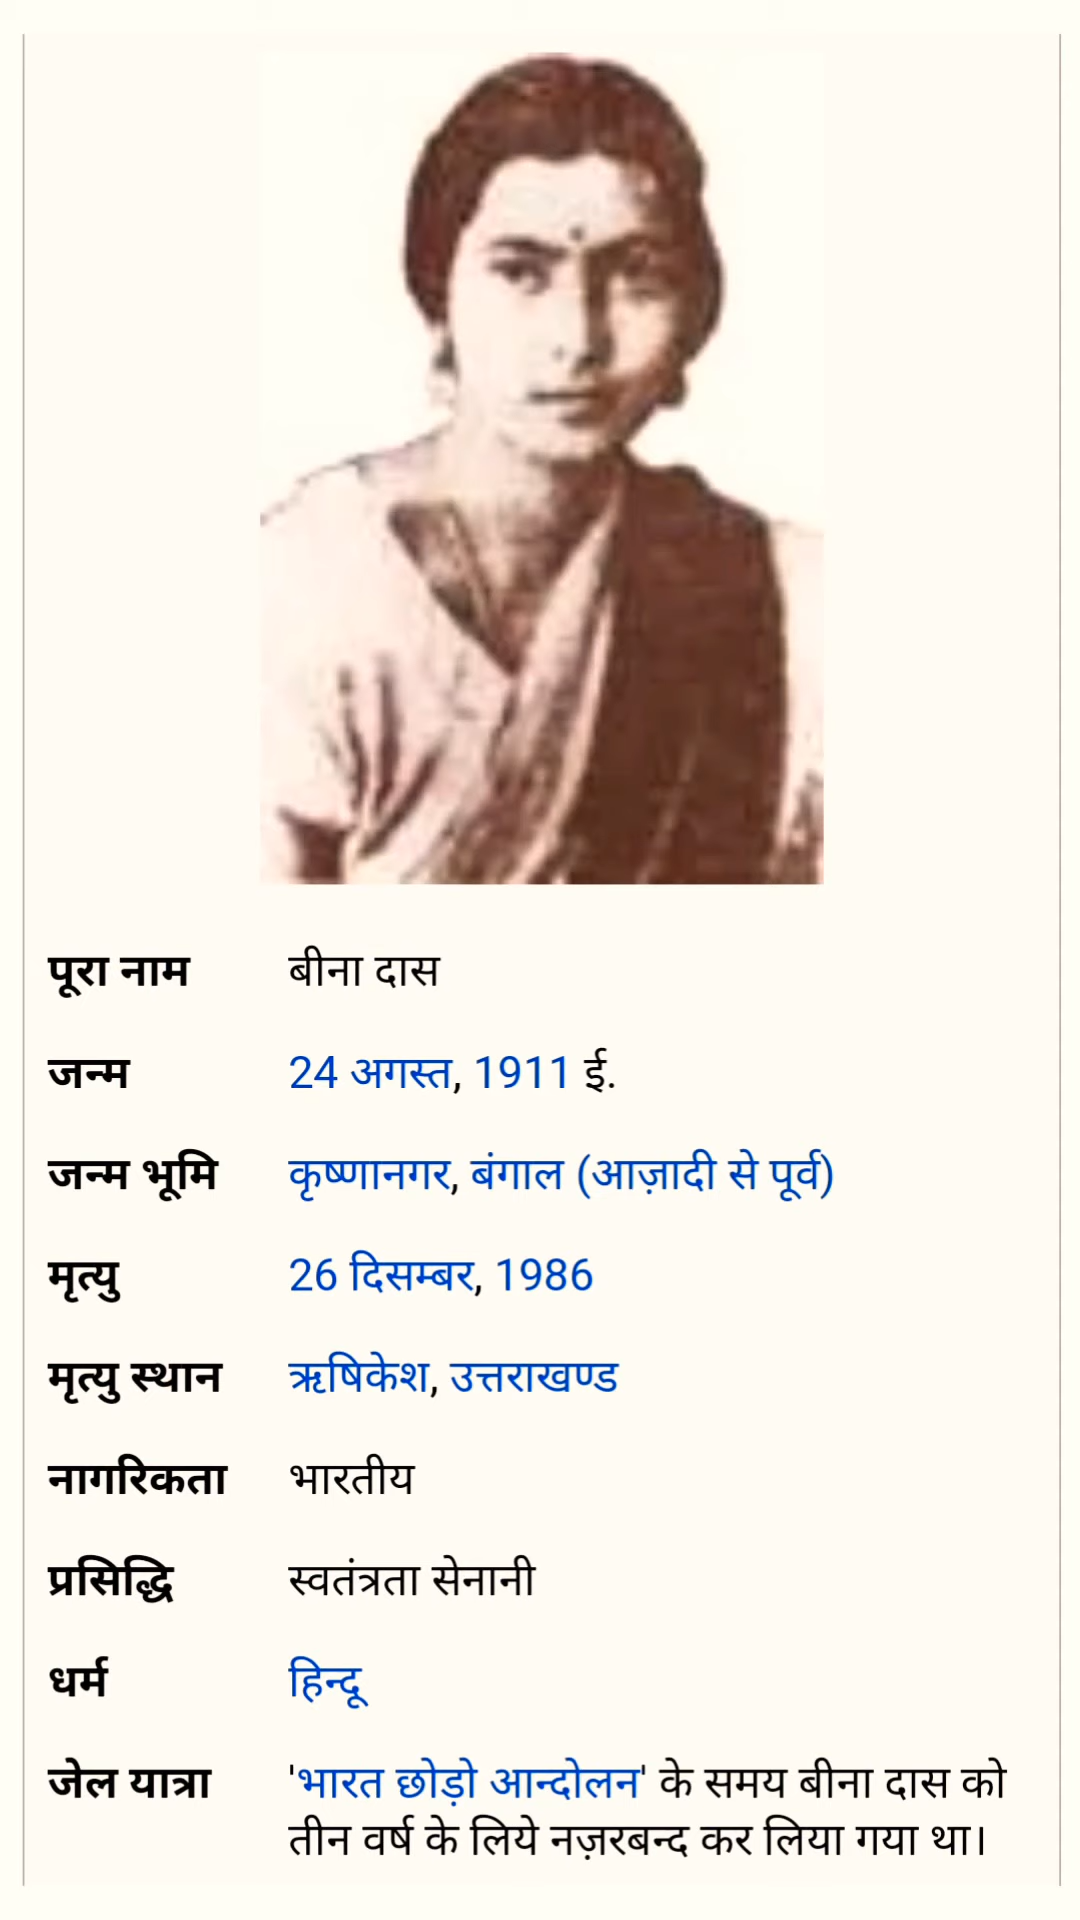 पूरा नाम बीना दास
जन्म 24 अगस्त, 1911 ई.
जन्म भूमि कृष्णानगर, बंगाल (आज़ादी से पूर्व)
मृत्यु 26 दिसम्बर, 1986
मृत्यु स्थान ऋषिकेश, उत्तराखण्ड
नागरिकता भारतीय
प्रसिद्धि स्वतंत्रता सेनानी
धर्म हिन्दू
जेल यात्रा 'भारत छोड़ो आन्दोलन' के समय बीना दास को
तीन वर्ष के लिये नज़रबन्द कर लिया गया था।